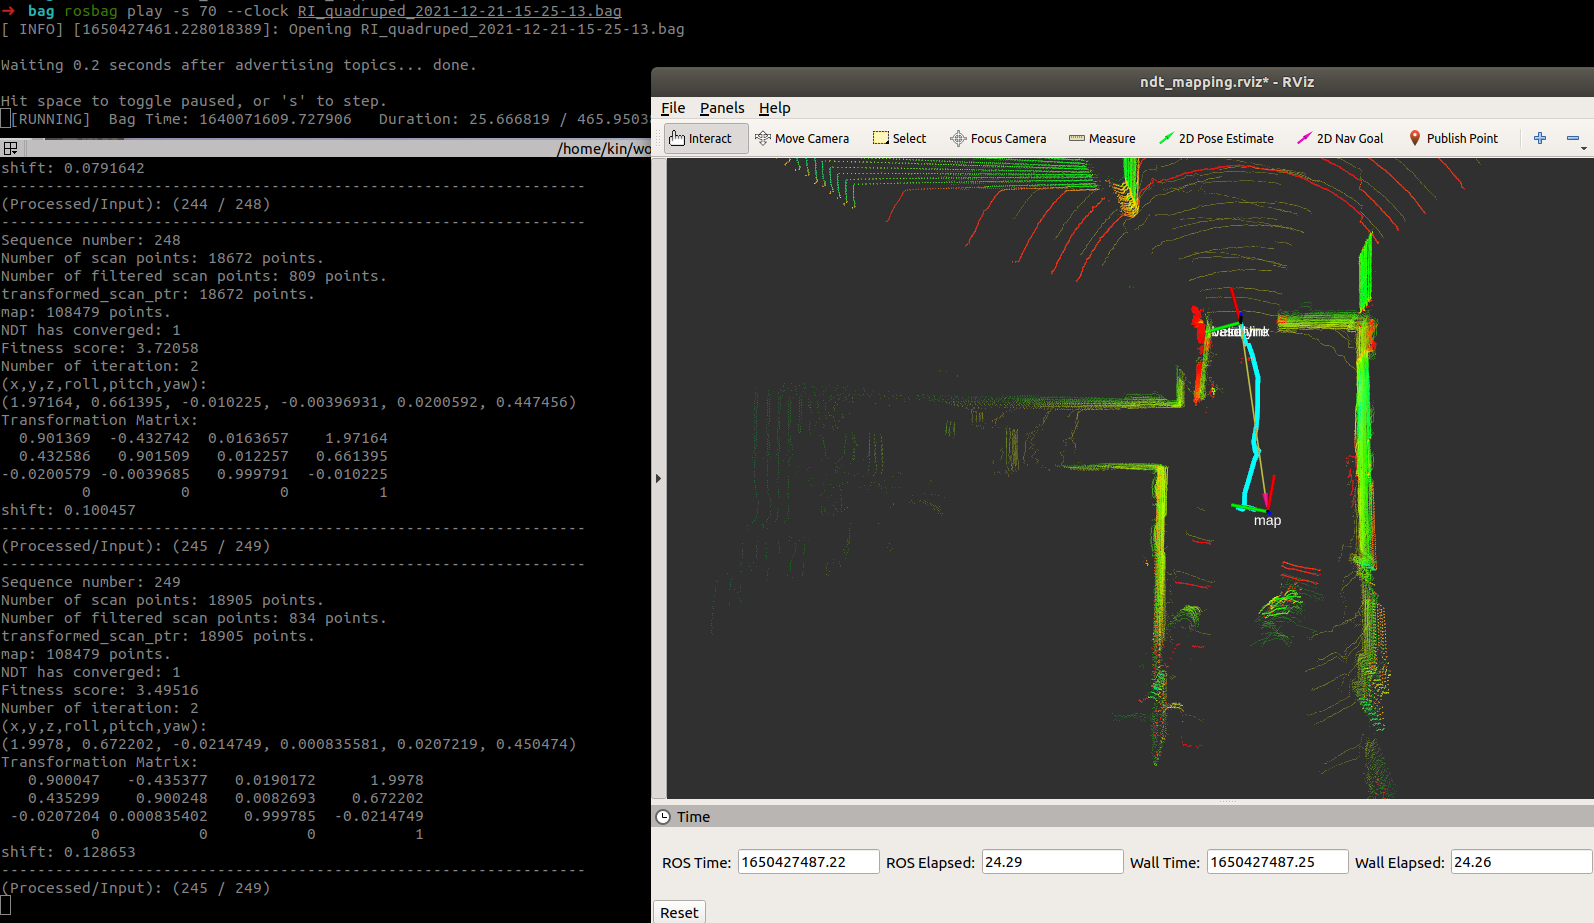 → bag rosbag play -s 70 --clock RI_quadruped_2021-12-21-15-25-13.bag
[ INFO] [1650427461.228018389]: Opening RI_quadruped_2021-12-21-15-25-13.bag
Waiting 0.2 seconds after advertising topics... done.
Hit space to toggle paused, or 's' to step.
[RUNNING] Bag Time: 1640071609.727906 Duration: 25.666819 / 465.9503
/home/kin/wo
shift: 0.0791642
-----------------------------------------------------------------
(Processed/Input): (244 / 248)
-----------------------------------------------------------------
Sequence number: 248
Number of scan points: 18672 points.
Number of filtered scan points: 809 points.
transformed_scan_ptr: 18672 points.
map: 108479 points.
NDT has converged: 1
Fitness score: 3.72058
Number of iteration: 2
(x,y,z,roll,pitch,yaw):
(1.97164, 0.661395, -0.010225, -0.00396931, 0.0200592, 0.447456)
Transformation Matrix:
0.901369 -0.432742 0.0163657 1.97164
0.432586 0.901509 0.012257 0.661395
-0.0200579 -0.0039685 0.999791 -0.010225
0 0 0 1
shift: 0.100457
-----------------------------------------------------------------
(Processed/Input): (245 / 249)
-----------------------------------------------------------------
Sequence number: 249
Number of scan points: 18905 points.
Number of filtered scan points: 834 points.
transformed_scan_ptr: 18905 points.
map: 108479 points.
NDT has converged: 1
Fitness score: 3.49516
Number of iteration: 2
(x,y,z,roll,pitch,yaw):
(1.9978, 0.672202, -0.0214749, 0.000835581, 0.0207219, 0.450474)
Transformation Matrix:
0.900047 -0.435377 0.0190172 1.9978
0.435299 0.900248 0.0082693 0.672202
-0.0207204 0.000835402 0.999785 -0.0214749
0 0 0 1
shift: 0.128653
-----------------------------------------------------------------
(Processed/Input): (245 / 249)
ndt_mapping.rviz* - RViz
File Panels Help
Interact Move Camera Select Focus Camera Measure 2D Pose Estimate 2D Nav Goal Publish Point
map
Time
ROS Time: 1650427487.22 ROS Elapsed: 24.29 Wall Time: 1650427487.25 Wall Elapsed: 24.26
Reset